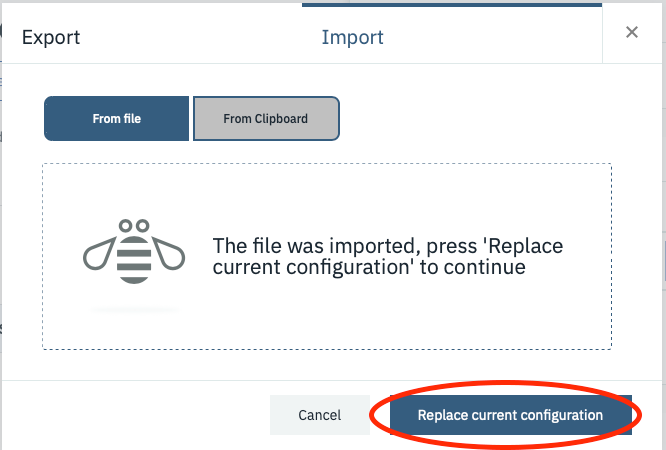 Export
Import
From file
From Clipboard
The file was imported, press 'Replace
current configuration' to continue
Cancel
Replace current configuration